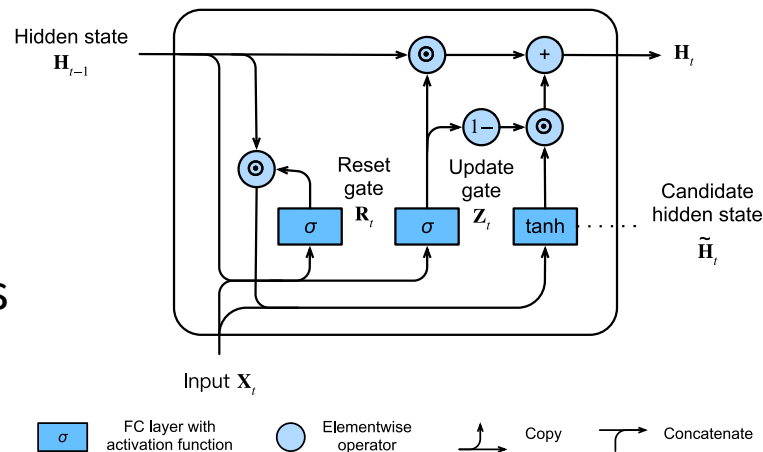 Hidden state
H_{t−1}
H_t
⊙
+
1−
⊙
⊙
Reset
gate
R_t
Update
gate
Z_t
Candidate
hidden state
H̃_t
σ
σ
tanh
s
Input X_t
σ
FC layer with
activation function
Elementwise
operator
Copy
Concatenate